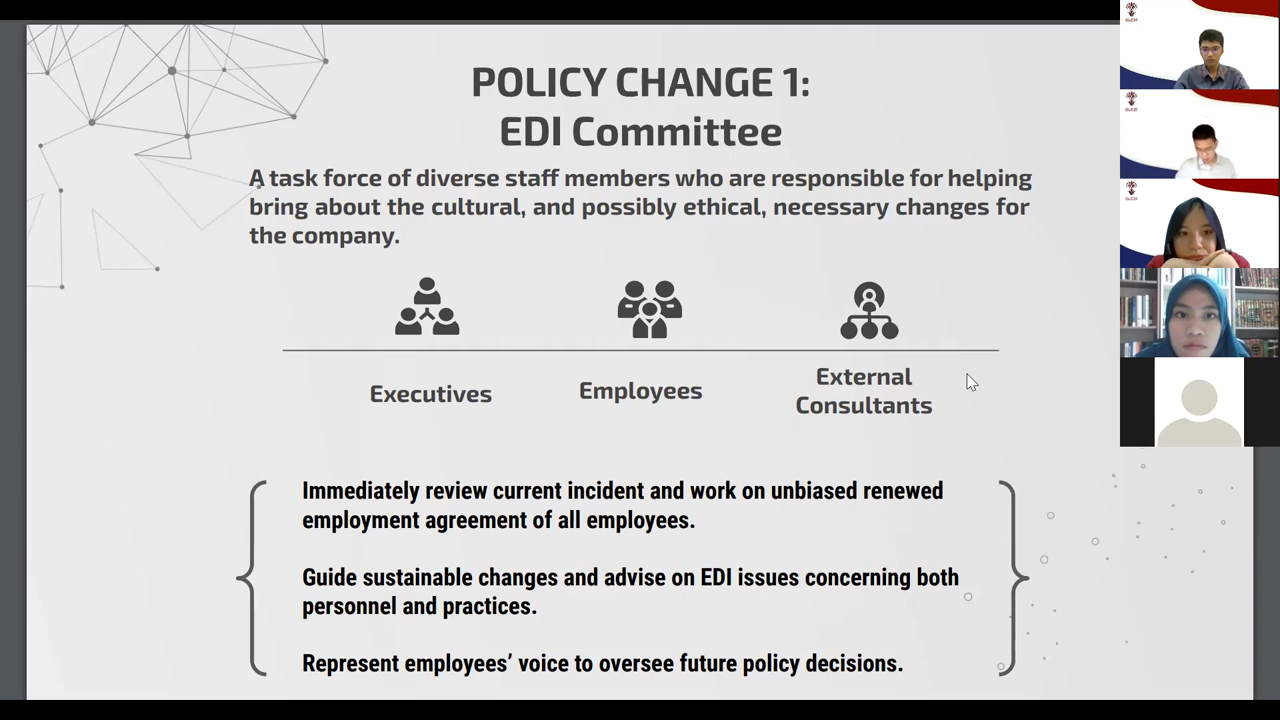 POLICY CHANGE 1:
EDI Committee
A task force of diverse staff members who are responsible for helping
bring about the cultural, and possibly ethical, necessary changes for
the company.
Executives
Employees
External
Consultants
Immediately review current incident and work on unbiased renewed
employment agreement of all employees.
Guide sustainable changes and advise on EDI issues concerning both
personnel and practices.
Represent employees’ voice to oversee future policy decisions.